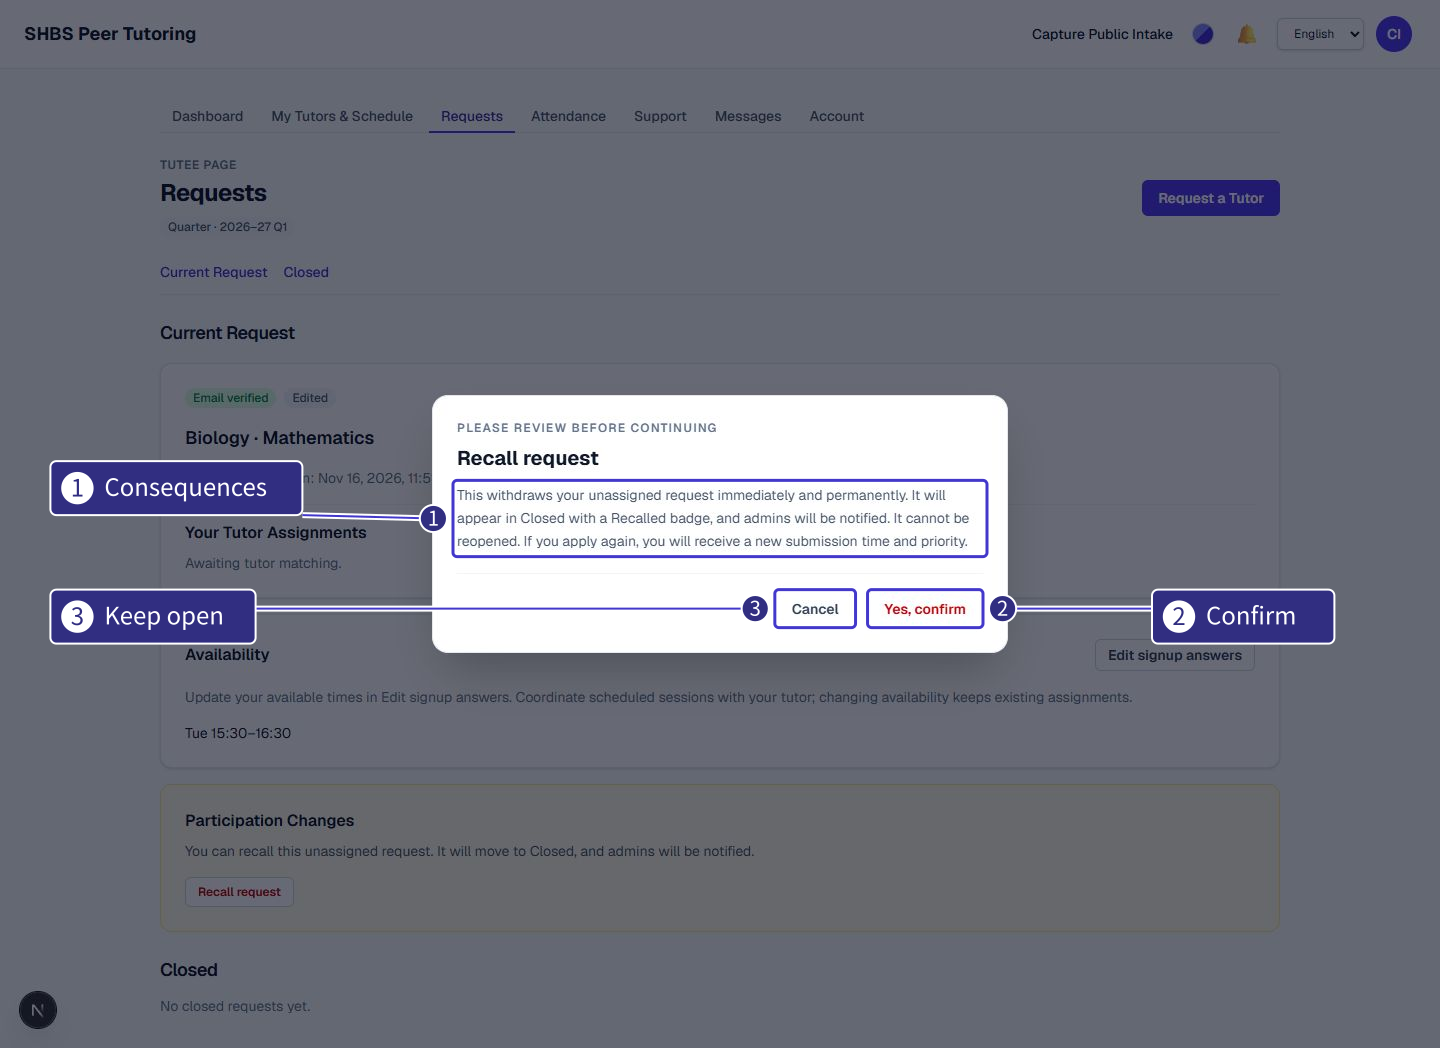 SHBS Peer Tutoring
Capture Public Intake
English
CI
Dashboard My Tutors & Schedule Requests Attendance Support Messages Account
TUTEE PAGE
Requests
Request a Tutor
Quarter · 2026–27 Q1
Current Request Closed
Current Request
Email verified Edited
Biology · Mathematics
n: Nov 16, 2026, 11:5
Your Tutor Assignments
Awaiting tutor matching.
PLEASE REVIEW BEFORE CONTINUING
Recall request
This withdraws your unassigned request immediately and permanently. It will
appear in Closed with a Recalled badge, and admins will be notified. It cannot be
reopened. If you apply again, you will receive a new submission time and priority.
Cancel Yes, confirm
1 Consequences
1
3 Keep open
3
2
2 Confirm
Availability
Edit signup answers
Update your available times in Edit signup answers. Coordinate scheduled sessions with your tutor; changing availability keeps existing assignments.
Tue 15:30–16:30
Participation Changes
You can recall this unassigned request. It will move to Closed, and admins will be notified.
Recall request
Closed
No closed requests yet.
N